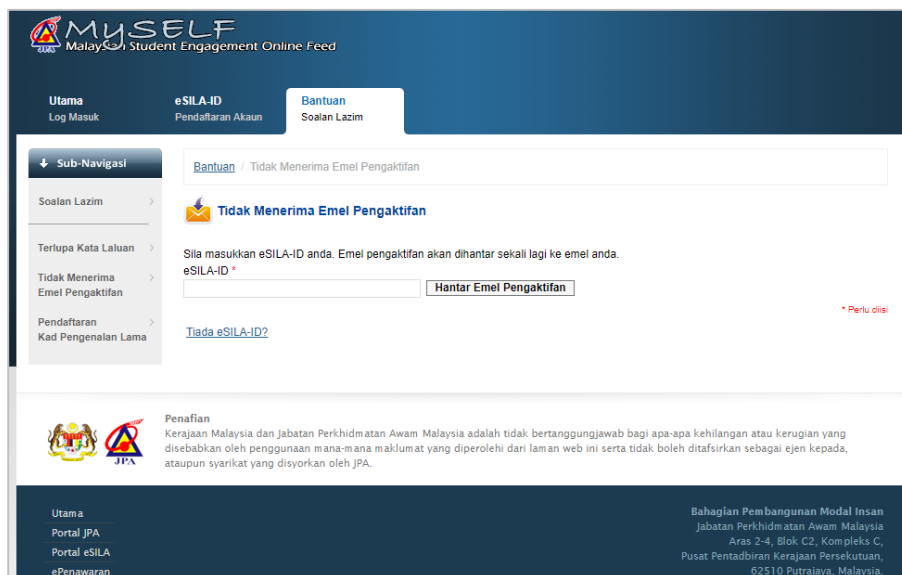 MySELF
Malaysian Student Engagement Online Feed
Utama
Log Masuk
eSILA-ID
Pendaftaran Akaun
Bantuan
Soalan Lazim
Sub-Navigasi
Soalan Lazim
Terlupa Kata Laluan
Tidak Menerima
Emel Pengaktifan
Pendaftaran
Kad Pengenalan Lama
Bantuan / Tidak Menerima Emel Pengaktifan
Tidak Menerima Emel Pengaktifan
Sila masukkan eSILA-ID anda. Emel pengaktifan akan dihantar sekali lagi ke emel anda.
eSILA-ID *
Hantar Emel Pengaktifan
* Perlu diisi
Tiada eSILA-ID?
JPA
Penafian
Kerajaan Malaysia dan Jabatan Perkhidmatan Awam Malaysia adalah tidak bertanggungjawab bagi apa-apa kehilangan atau kerugian yang
disebabkan oleh penggunaan mana-mana maklumat yang diperolehi dari laman web ini serta tidak boleh ditafsirkan sebagai ejen kepada,
ataupun syarikat yang disyorkan oleh JPA.
Utama
Portal JPA
Portal eSILA
ePenawaran
Bahagian Pembangunan Modal Insan
Jabatan Perkhidmatan Awam Malaysia
Aras 2-4, Blok C2, Kompleks C,
Pusat Pentadbiran Kerajaan Persekutuan,
62510 Putrajaya, Malaysia.